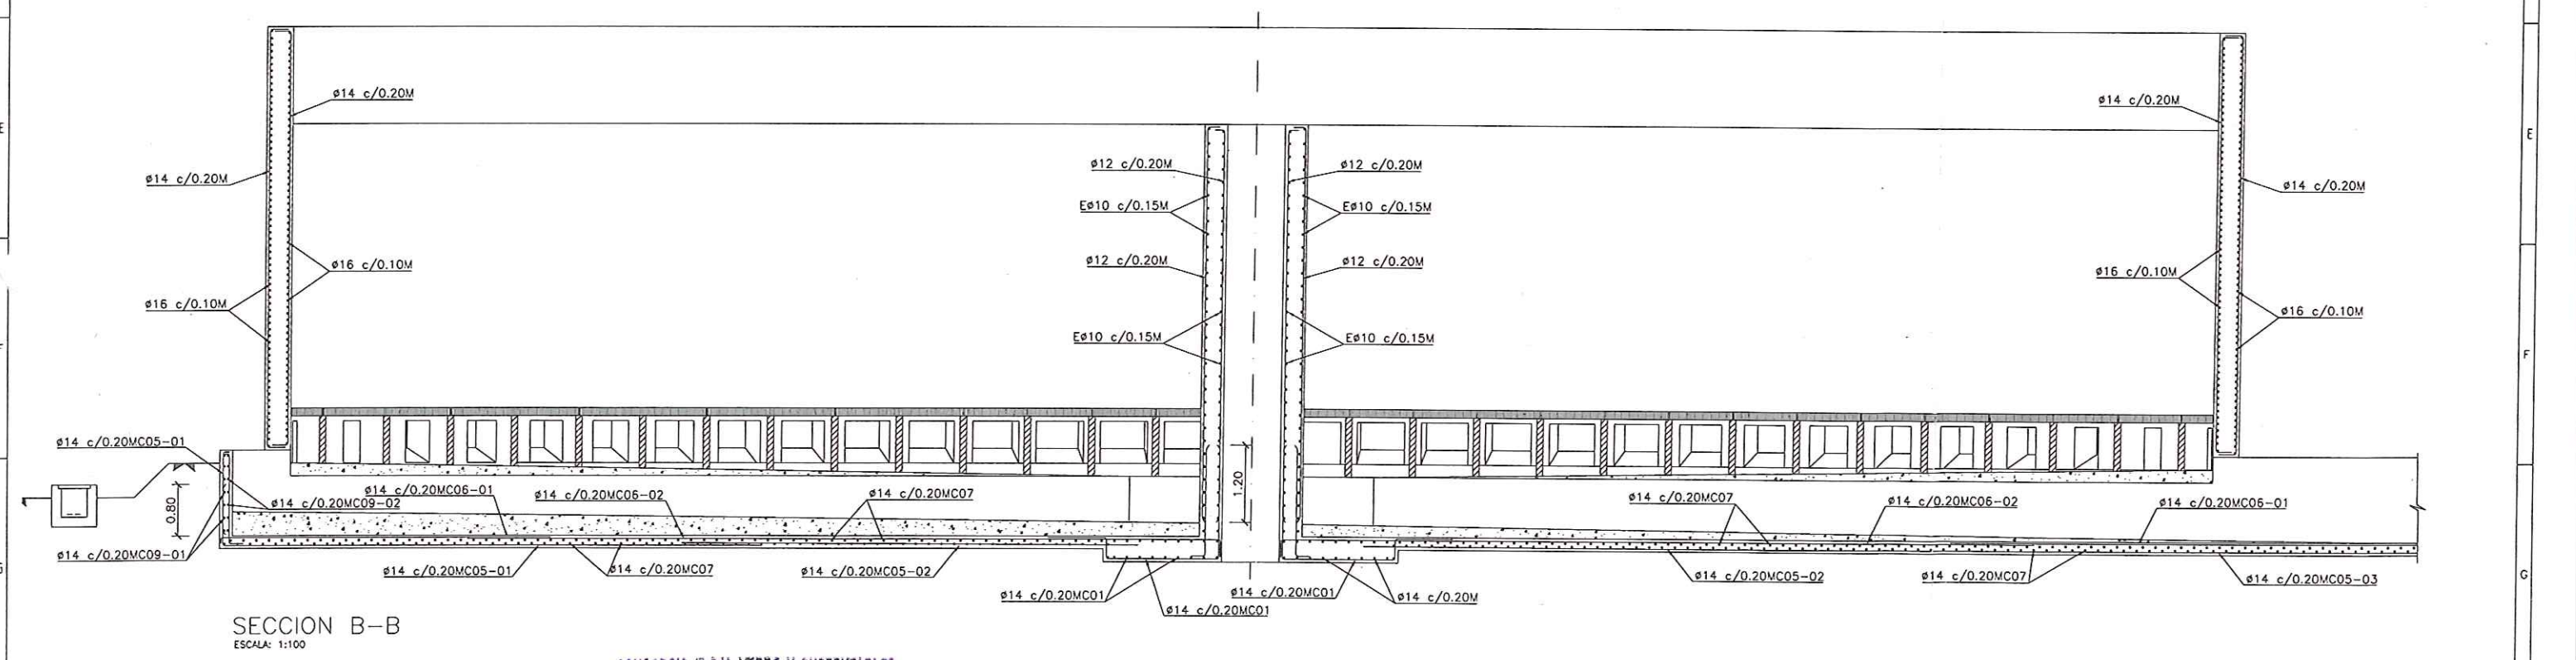 ø14 c/0.20M
ø14 c/0.20M
E
E
ø12 c/0.20M
ø12 c/0.20M
ø14 c/0.20M
ø14 c/0.20M
EØ10 c/0.15M
EØ10 c/0.15M
ø16 c/0.10M
ø12 c/0.20M
ø12 c/0.20M
ø16 c/0.10M
ø16 c/0.10M
ø16 c/0.10M
EØ10 c/0.15M
EØ10 c/0.15M
F
ø14 c/0.20MC05-01
1.20
0.80
ø14 c/0.20MC06-01
ø14 c/0.20MC06-02
ø14 c/0.20MC07
ø14 c/0.20MC07
ø14 c/0.20MC06-02
ø14 c/0.20MC06-01
ø14 c/0.20MC09-02
ø14 c/0.20MC09-01
ø14 c/0.20MC05-01
ø14 c/0.20MC07
ø14 c/0.20MC05-02
ø14 c/0.20MC05-02
ø14 c/0.20MC07
ø14 c/0.20MC05-03
G
ø14 c/0.20MC01
ø14 c/0.20MC01
ø14 c/0.20MC01
ø14 c/0.20M
SECCION B-B
ESCALA: 1:100